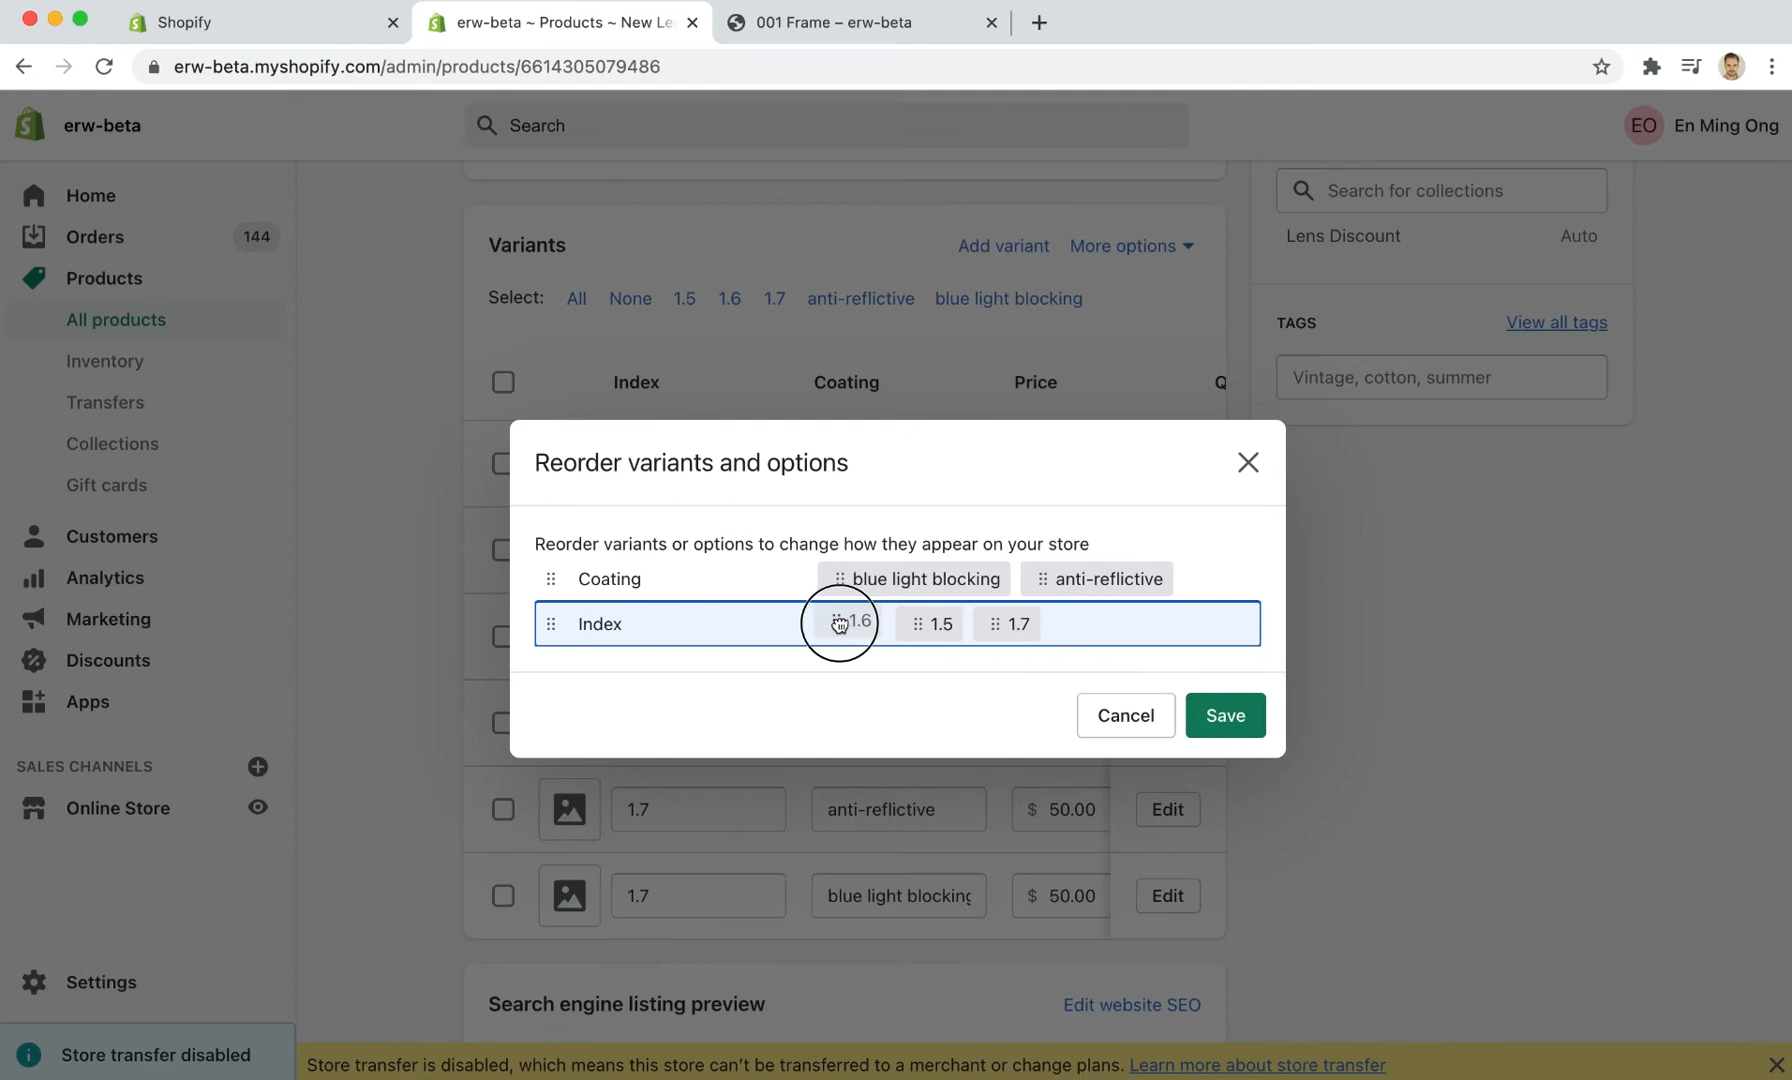 Shopify
erw-beta ~ Products ~ New Le
001 Frame – erw-beta
erw-beta.myshopify.com/admin/products/6614305079486
erw-beta
Search
EO En Ming Ong
Home
Orders 144
Products
All products
Inventory
Transfers
Collections
Gift cards
Customers
Analytics
Marketing
Discounts
Apps
SALES CHANNELS
Online Store
Settings
Store transfer disabled
Variants Add variant More options
Select: All None 1.5 1.6 1.7 anti-reflictive blue light blocking
Index Coating Price Q
Reorder variants and options
Reorder variants or options to change how they appear on your store
Coating blue light blocking anti-reflictive
Index 1.6 1.5 1.7
Cancel Save
1.7 anti-reflictive $ 50.00 Edit
1.7 blue light blocking $ 50.00 Edit
Search engine listing preview Edit website SEO
Search for collections
Lens Discount Auto
TAGS View all tags
Vintage, cotton, summer
Store transfer is disabled, which means this store can't be transferred to a merchant or change plans. Learn more about store transfer